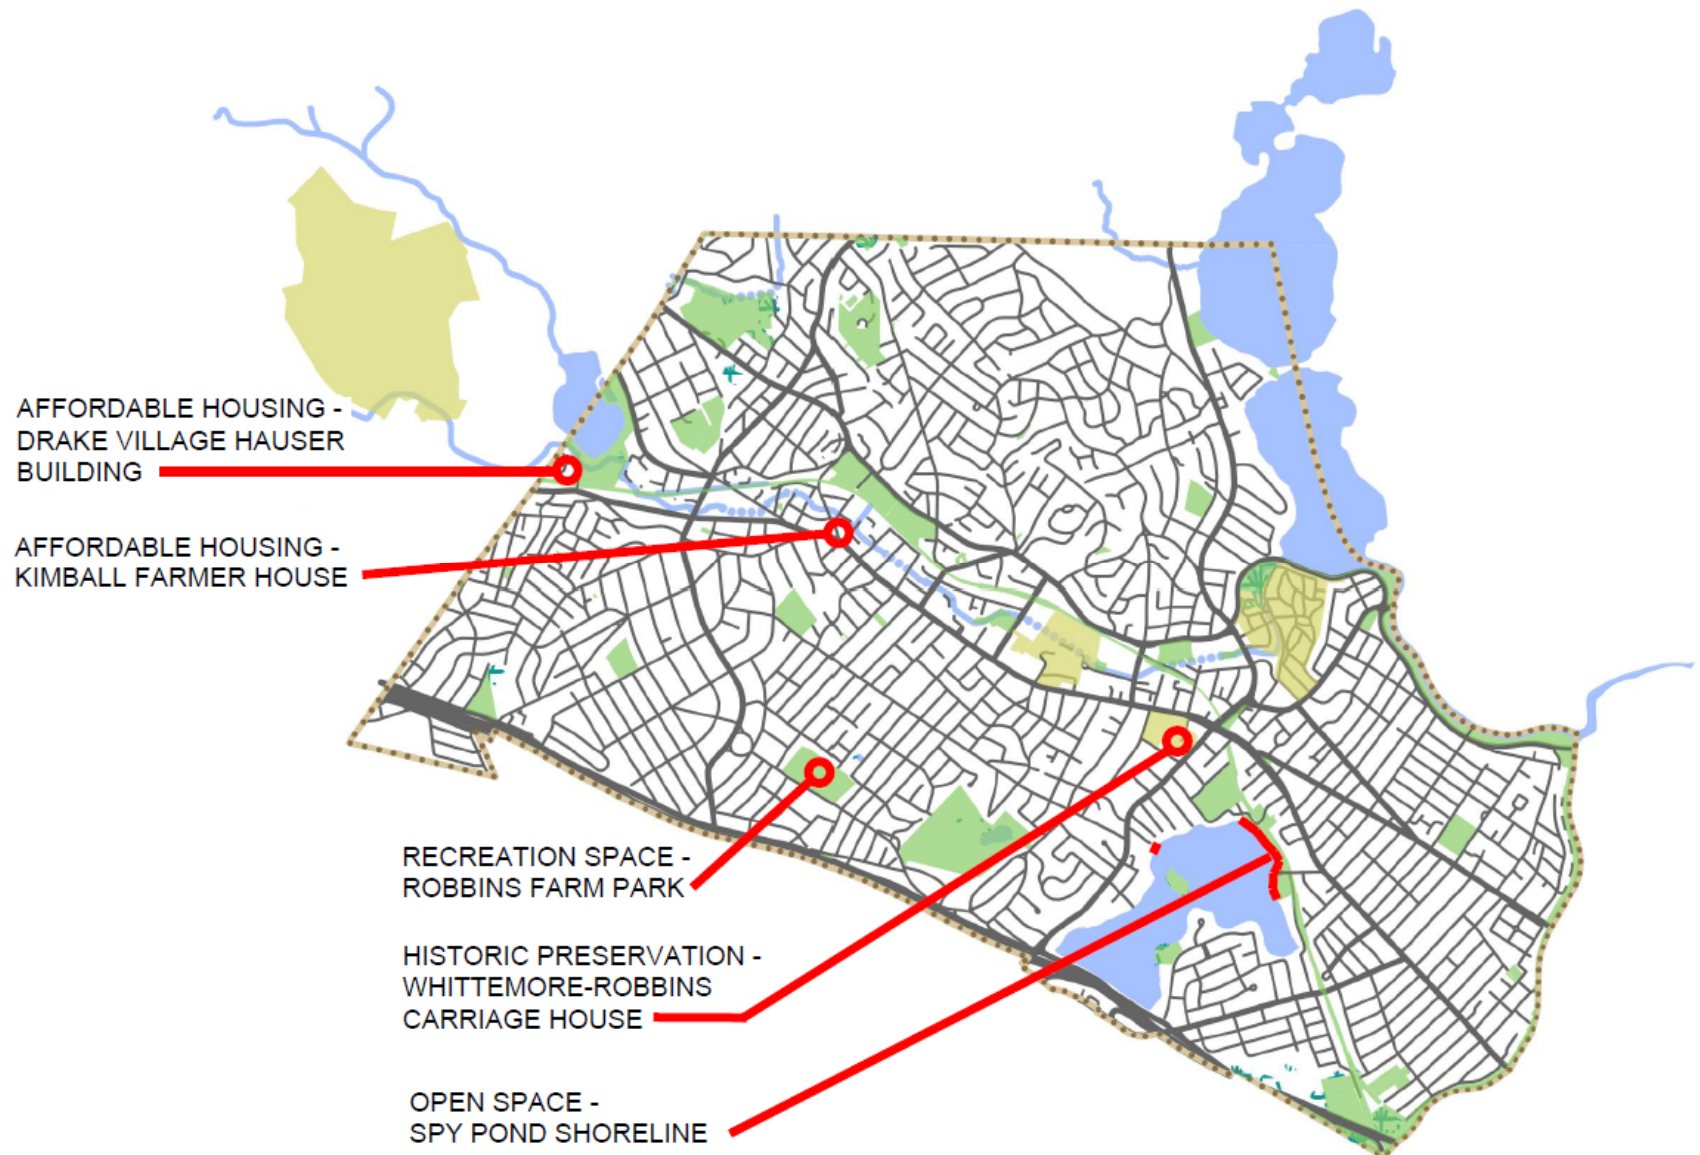 AFFORDABLE HOUSING -
DRAKE VILLAGE HAUSER
BUILDING
AFFORDABLE HOUSING -
KIMBALL FARMER HOUSE
RECREATION SPACE -
ROBBINS FARM PARK
HISTORIC PRESERVATION -
WHITTEMORE-ROBBINS
CARRIAGE HOUSE
OPEN SPACE -
SPY POND SHORELINE